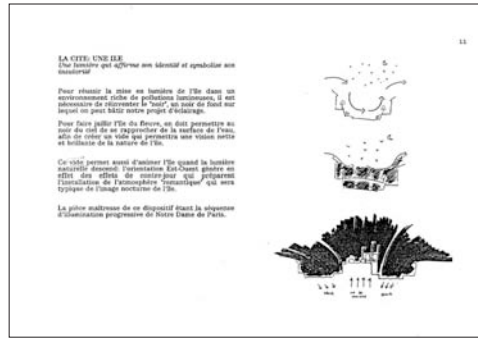 11
LA CITE: UNE ILE
Une lumière qui affirme son identité et symbolise son
insularité
Pour réussir la mise en lumière de l'île dans un
environnement riche de pollutions lumineuses, il est
nécessaire de réinventer le "noir", un noir de fond sur
lequel on peut bâtir notre projet d'éclairage.
Pour faire jaillir l'île du fleuve, on doit permettre au
noir du ciel de se rapprocher de la surface de l'eau,
afin de créer un vide qui permettra une vision nette
et brillante de la nature de l'île.
Ce vide permet aussi d'animer l'île quand la lumière
naturelle descend: l'orientation Est-Ouest génère en
effet des effets de contre-jour qui préparent
l'installation de l'atmosphère "romantique" qui sera
typique de l'image nocturne de l'île.
La pièce maîtresse de ce dispositif étant la séquence
d'illumination progressive de Notre Dame de Paris.